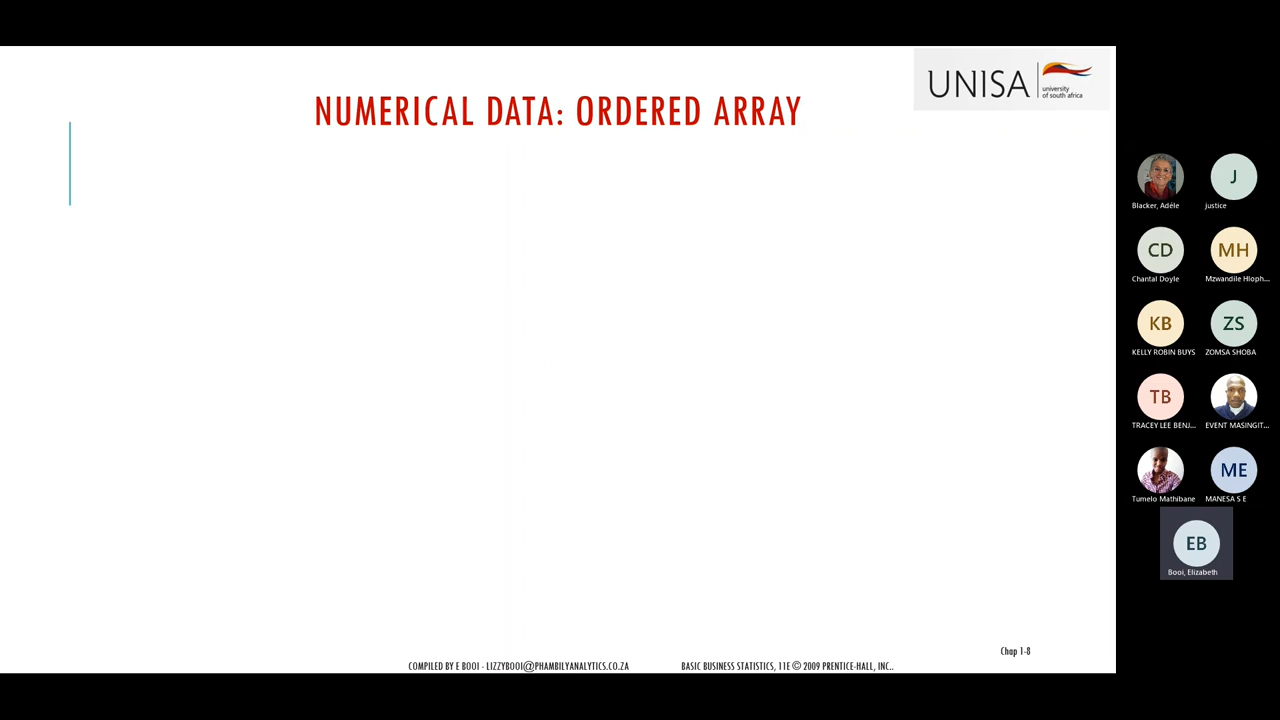 UNISA
university
of south africa
NUMERICAL DATA: ORDERED ARRAY
Chap 1-8
COMPILED BY E BOOI - LIZZYBOOI@PHAMBILYANALYTICS.CO.ZA
BASIC BUSINESS STATISTICS, 11E © 2009 PRENTICE-HALL, INC..
Blacker, Adéle
J
justice
CD
Chantal Doyle
MH
Mzwandile Hloph...
KB
KELLY ROBIN BUYS
ZS
ZOMSA SHOBA
TB
TRACEY LEE BENJ...
EVENT MASINGIT...
Tumelo Mathibane
ME
MANESA S E
EB
Booi, Elizabeth